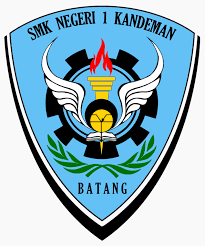 SMK NEGERI 1 KANDEMAN
BATANG